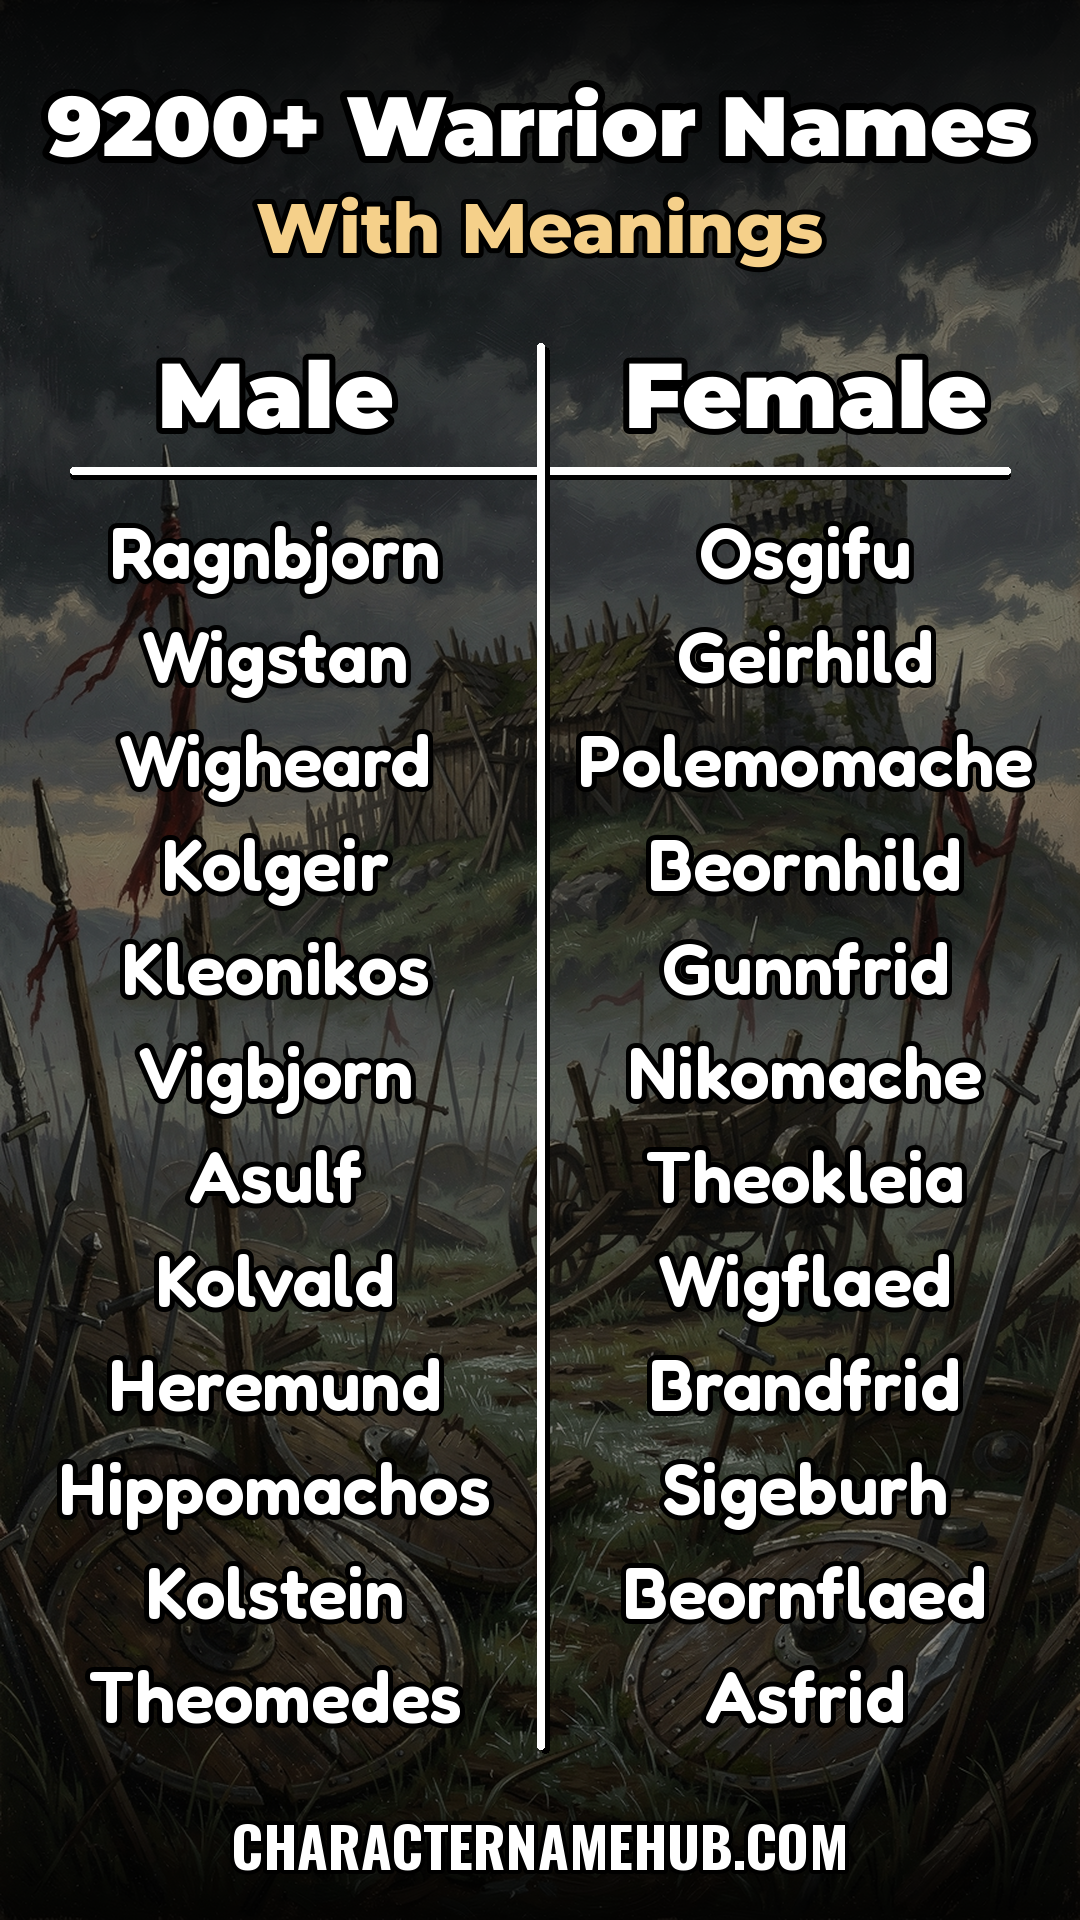 9200+ Warrior Names
With Meanings
Male
Female
Ragnbjorn
Osgifu
Wigstan
Geirhild
Wigheard
Polemomache
Kolgeir
Beornhild
Kleonikos
Gunnfrid
Vigbjorn
Nikomache
Asulf
Theokleia
Kolvald
Wigflaed
Heremund
Brandfrid
Hippomachos
Sigeburh
Kolstein
Beornflaed
Theomedes
Asfrid
CHARACTERNAMEHUB.COM